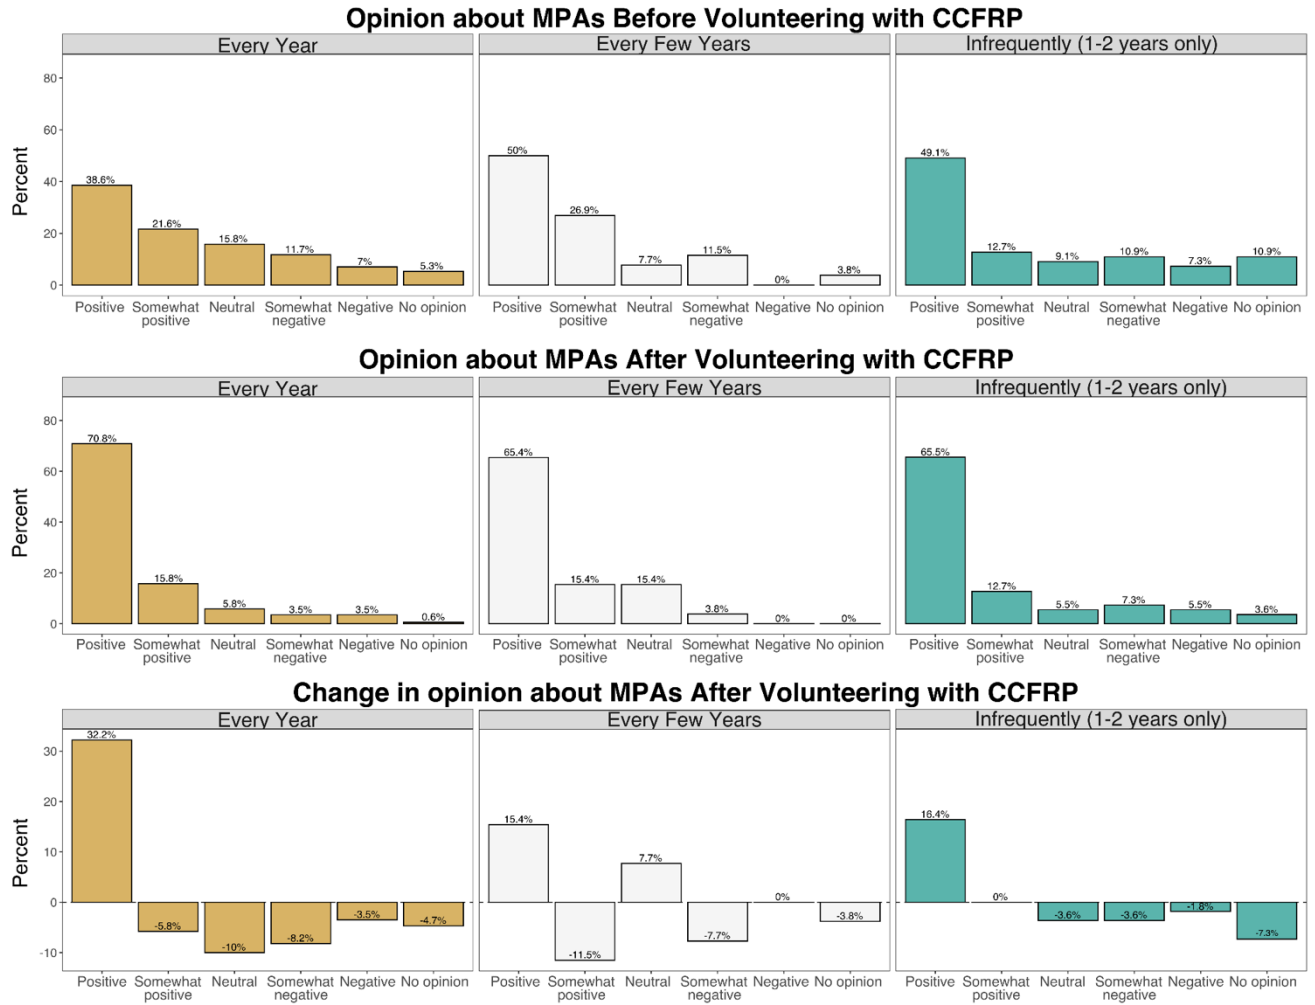 Opinion about MPAs Before Volunteering with CCFRP
Every Year
Every Few Years
Infrequently (1-2 years only)
Percent
80
60
40
20
0
38.6%
21.6%
15.8%
11.7%
7%
5.3%
50%
26.9%
7.7%
11.5%
0%
3.8%
49.1%
12.7%
9.1%
10.9%
7.3%
10.9%
Positive Somewhat Neutral Somewhat Negative No opinion
positive negative
Positive Somewhat Neutral Somewhat Negative No opinion
positive negative
Positive Somewhat Neutral Somewhat Negative No opinion
positive negative
Opinion about MPAs After Volunteering with CCFRP
Every Year
Every Few Years
Infrequently (1-2 years only)
Percent
80
60
40
20
0
70.8%
15.8%
5.8%
3.5%
3.5%
0.6%
65.4%
15.4%
15.4%
3.8%
0%
0%
65.5%
12.7%
5.5%
7.3%
5.5%
3.6%
Positive Somewhat Neutral Somewhat Negative No opinion
positive negative
Positive Somewhat Neutral Somewhat Negative No opinion
positive negative
Positive Somewhat Neutral Somewhat Negative No opinion
positive negative
Change in opinion about MPAs After Volunteering with CCFRP
Every Year
Every Few Years
Infrequently (1-2 years only)
Percent
30
20
10
0
-10
32.2%
-5.8%
-10%
-8.2%
-3.5%
-4.7%
15.4%
-11.5%
7.7%
-7.7%
0%
-3.8%
16.4%
0%
-3.6%
-3.6%
-1.8%
-7.3%
Positive Somewhat Neutral Somewhat Negative No opinion
positive negative
Positive Somewhat Neutral Somewhat Negative No opinion
positive negative
Positive Somewhat Neutral Somewhat Negative No opinion
positive negative